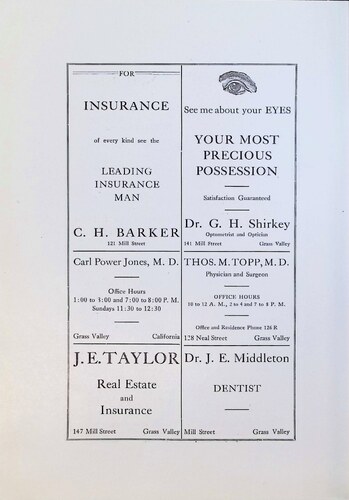 FOR
INSURANCE
of every kind see the
LEADING
INSURANCE
MAN
C. H. BARKER
121 Mill Street
See me about your EYES
YOUR MOST
PRECIOUS
POSSESSION
Satisfaction Guaranteed
Dr. G. H. Shirkey
Optometrist and Optician
141 Mill Street Grass Valley
Carl Power Jones, M. D.
Office Hours
1:00 to 3:00 and 7:00 to 8:00 P. M.
Sundays 11:30 to 12:30
Grass Valley California
THOS. M. TOPP, M. D.
Physician and Surgeon
OFFICE HOURS
10 to 12 A. M., 2 to 4 and 7 to 8 P. M.
Office and Residence Phone 126 R
128 Neal Street Grass Valley
J. E. TAYLOR
Real Estate
and
Insurance
147 Mill Street Grass Valley
Dr. J. E. Middleton
DENTIST
Mill Street Grass Valley